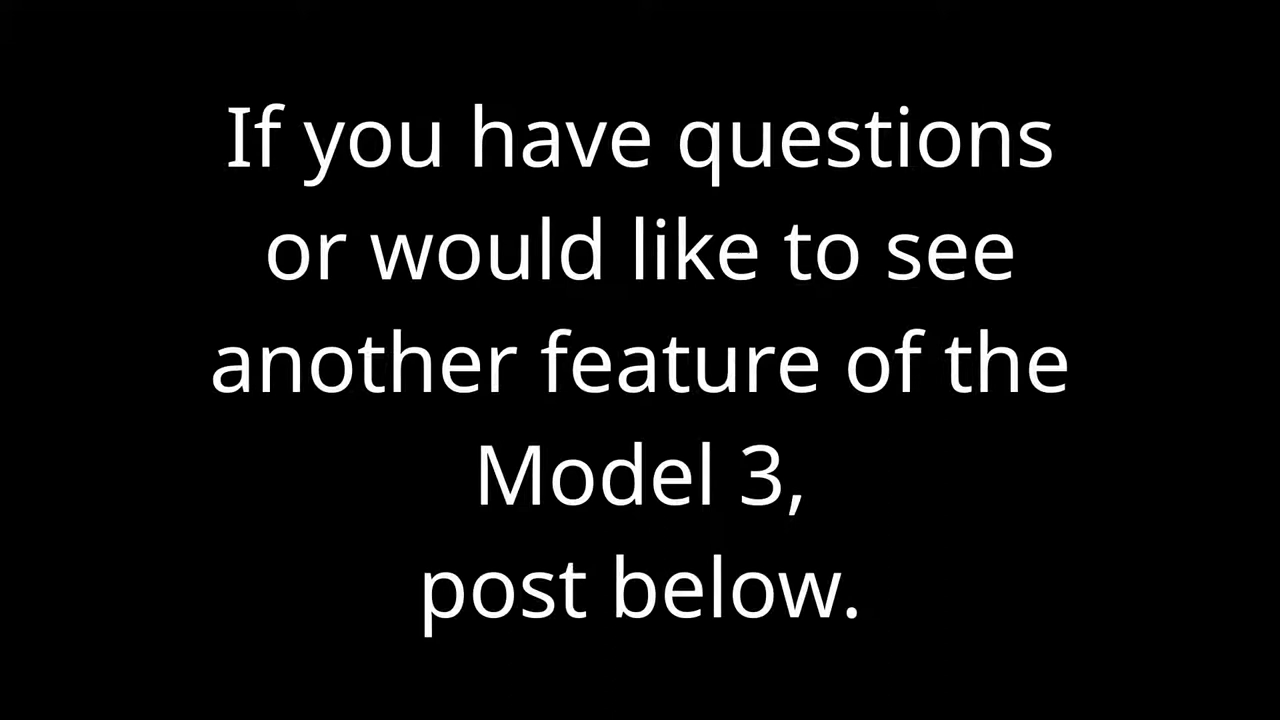 If you have questions
or would like to see
another feature of the
Model 3,
post below.